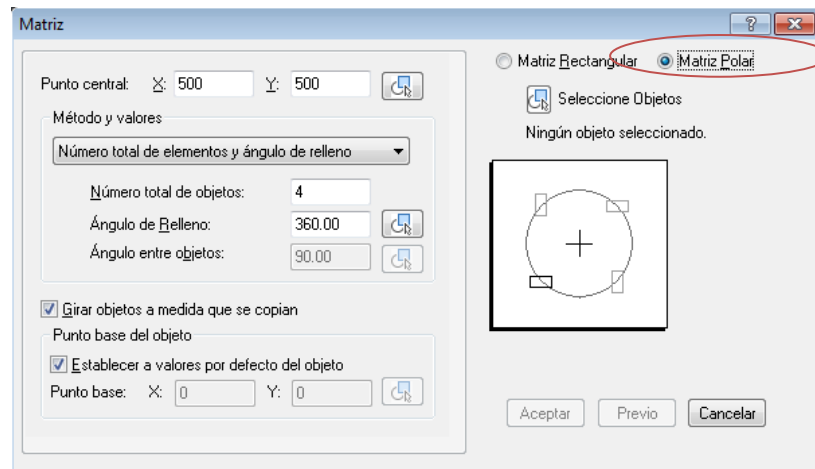 Matriz
Punto central: X: 500 Y: 500
Método y valores
Número total de elementos y ángulo de relleno
Número total de objetos: 4
Ángulo de Relleno: 360.00
Ángulo entre objetos: 90.00
Girar objetos a medida que se copian
Punto base del objeto
Establecer a valores por defecto del objeto
Punto base: X: 0 Y: 0
Matriz Rectangular Matriz Polar
Seleccione Objetos
Ningún objeto seleccionado.
Aceptar Previo Cancelar